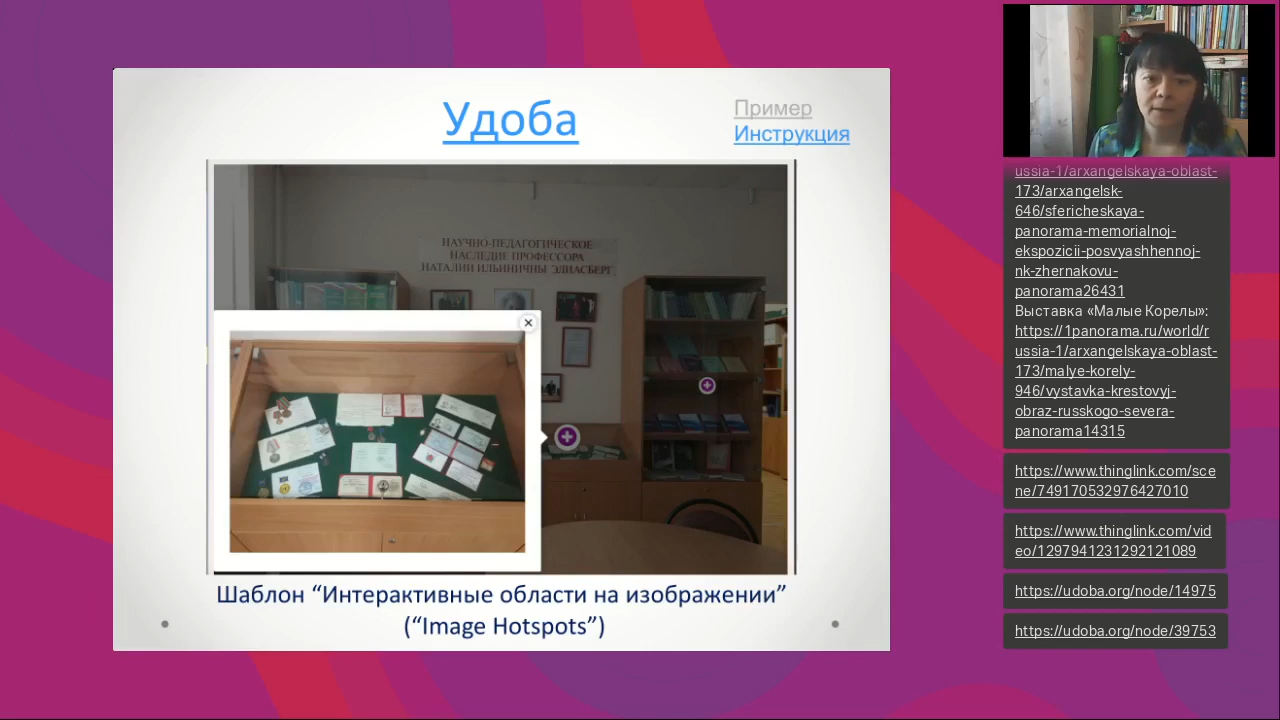 Удоба
Пример
Инструкция
НАУЧНО-ПЕДАГОГИЧЕСКОЕ
НАСЛЕДИЕ ПРОФЕССОРА
НАТАЛИИ ИЛЬИНИЧНЫ ЭЛИАСБЕРГ
Шаблон “Интерактивные области на изображении”
(“Image Hotspots”)
ussia-1/arxangelskaya-oblast-
173/arxangelsk-
646/sfericheskaya-
panorama-memorialnoj-
ekspozicii-posvyashhennoj-
nk-zhernakovu-
panorama26431
Выставка «Малые Корелы»:
https://1panorama.ru/world/r
ussia-1/arxangelskaya-oblast-
173/malye-korely-
946/vystavka-krestovyj-
obraz-russkogo-severa-
panorama14315
https://www.thinglink.com/sce
ne/749170532976427010
https://www.thinglink.com/vid
eo/1297941231292121089
https://udoba.org/node/14975
https://udoba.org/node/39753